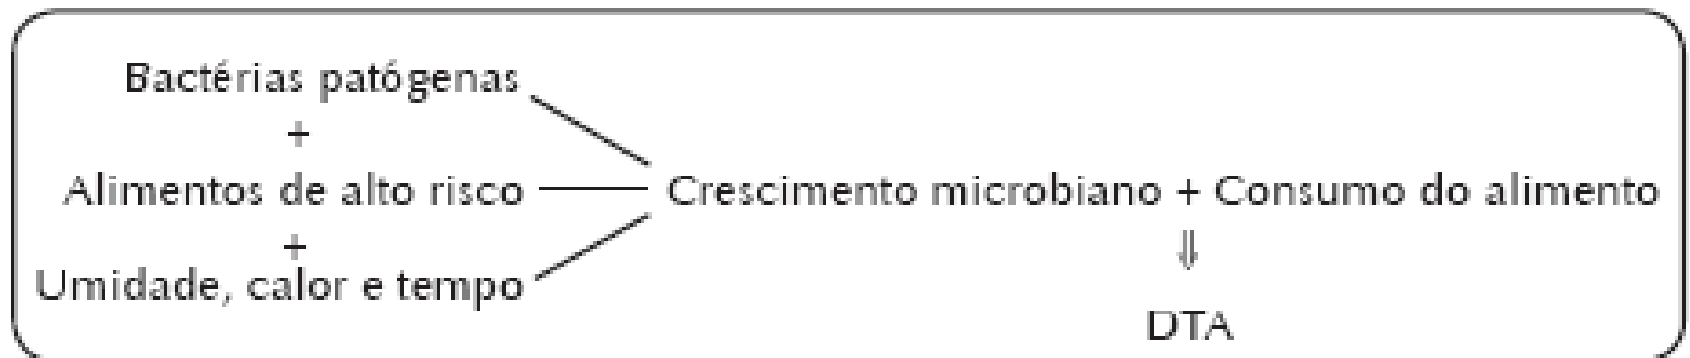 Bactérias patógenas
+
Alimentos de alto risco
+
Umidade, calor e tempo
Crescimento microbiano + Consumo do alimento
⇓
DTA